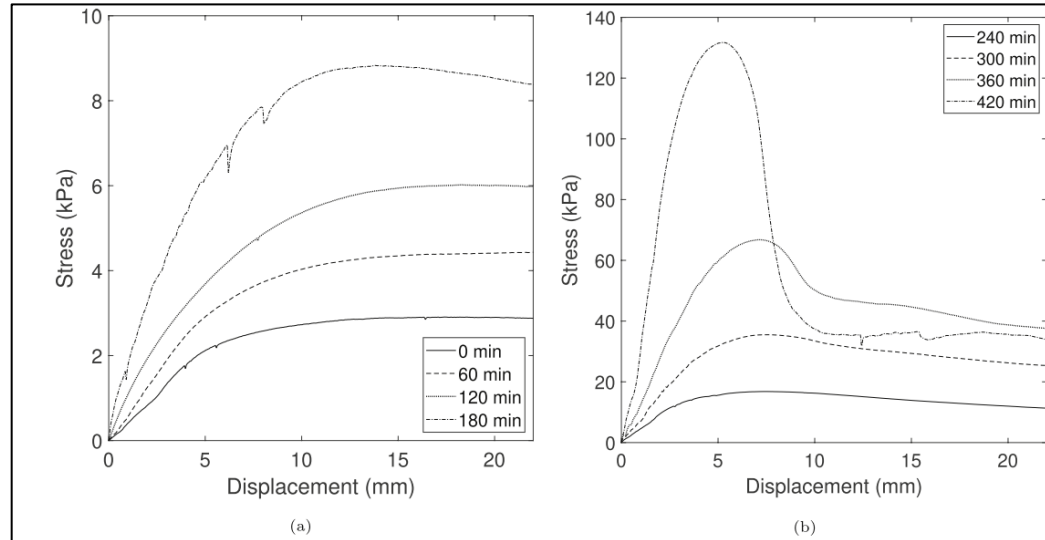 10
8
6
4
2
0
Stress (kPa)
0 min
60 min
120 min
180 min
0 5 10 15 20
Displacement (mm)
(a)
140
120
100
80
60
40
20
0
Stress (kPa)
240 min
300 min
360 min
420 min
0 5 10 15 20
Displacement (mm)
(b)